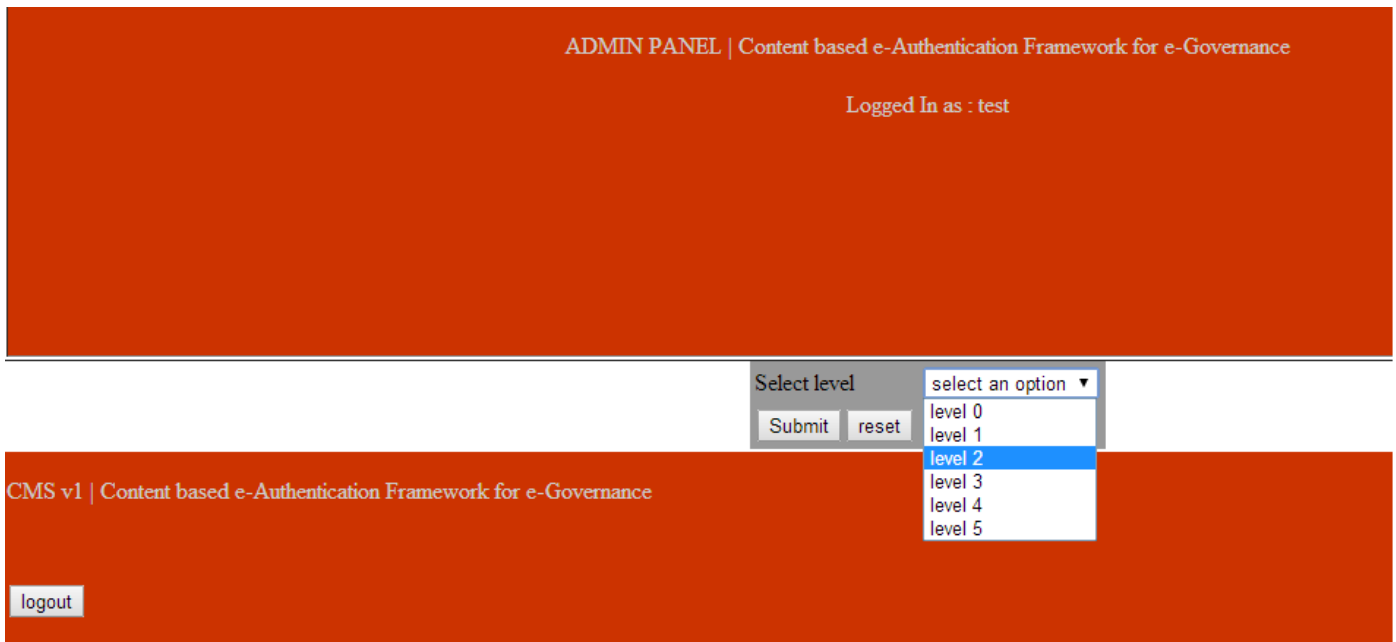 ADMIN PANEL | Content based e-Authentication Framework for e-Governance
Logged In as : test
Select level
select an option ▼
Submit
reset
level 0
level 1
level 2
level 3
level 4
level 5
CMS v1 | Content based e-Authentication Framework for e-Governance
logout